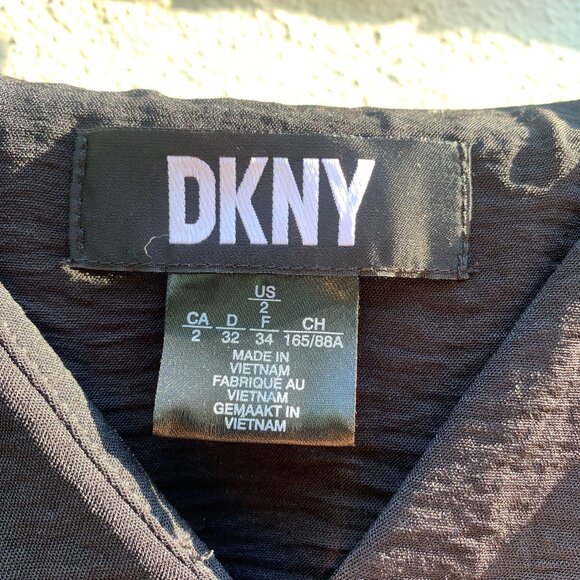 DKNY
US
2
CA D F CH
2 32 34 165/88A
MADE IN
VIETNAM
FABRIQUÉ AU
VIETNAM
GEMAAKT IN
VIETNAM